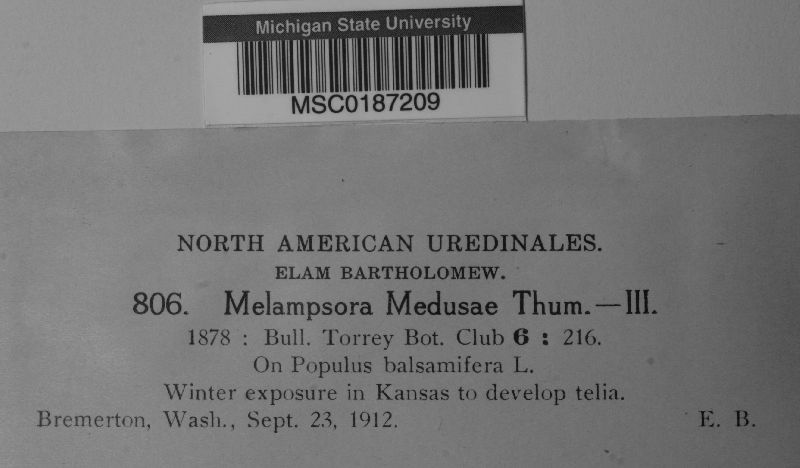 Michigan State University
MSC0187209
NORTH AMERICAN UREDINALES.
ELAM BARTHOLOMEW.
806. Melampsora Medusae Thum.—III.
1878 : Bull. Torrey Bot. Club 6 : 216.
On Populus balsamifera L.
Winter exposure in Kansas to develop telia.
Bremerton, Wash., Sept. 23, 1912. E. B.